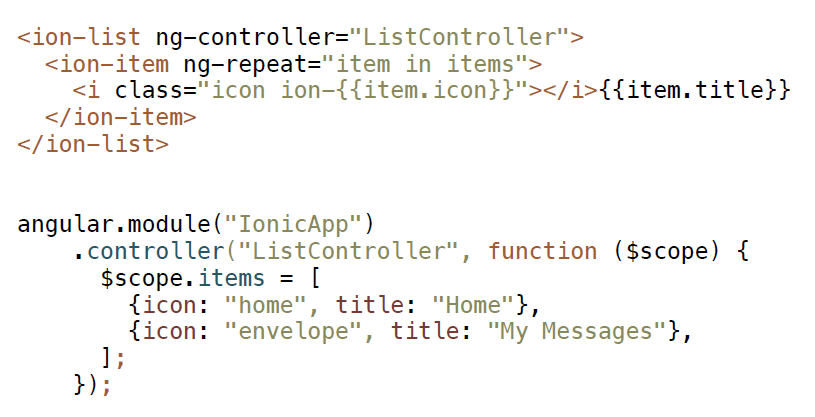 <ion-list ng-controller="ListController">
  <ion-item ng-repeat="item in items">
    <i class="icon ion-{{item.icon}}"></i>{{item.title}}
  </ion-item>
</ion-list>
angular.module("IonicApp")
    .controller("ListController", function ($scope) {
      $scope.items = [
        {icon: "home", title: "Home"},
        {icon: "envelope", title: "My Messages"},
      ];
    });